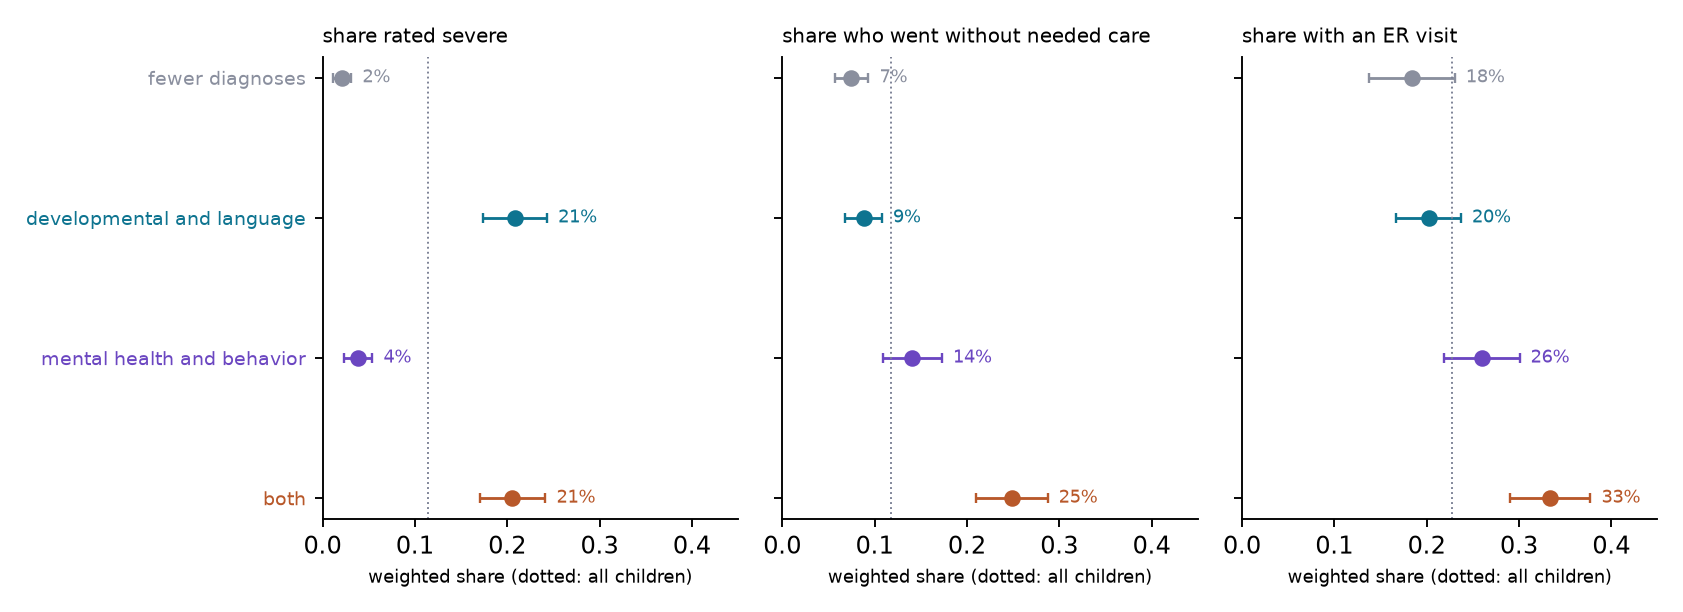 share rated severe
share who went without needed care
share with an ER visit
fewer diagnoses
2%
7%
18%
developmental and language
21%
9%
20%
mental health and behavior
4%
14%
26%
both
21%
25%
33%
0.0 0.1 0.2 0.3 0.4
0.0 0.1 0.2 0.3 0.4
0.0 0.1 0.2 0.3 0.4
weighted share (dotted: all children)
weighted share (dotted: all children)
weighted share (dotted: all children)